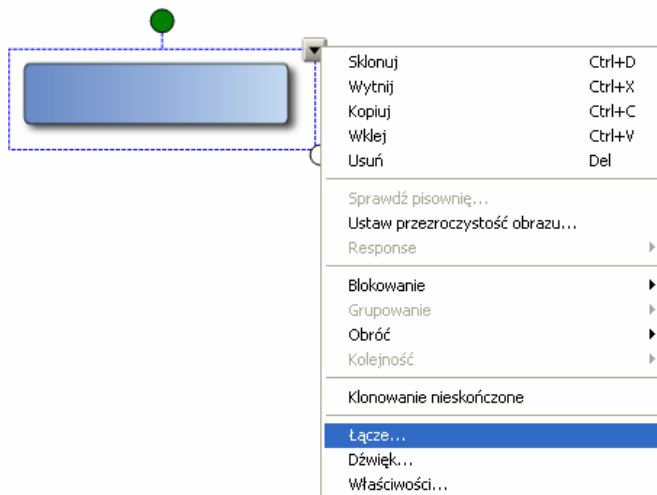 Sklonuj Ctrl+D
Wytnij Ctrl+X
Kopiuj Ctrl+C
Wklej Ctrl+V
Usuń Del
Sprawdź pisownię...
Ustaw przezroczystość obrazu...
Response
Blokowanie
Grupowanie
Obróć
Kolejność
Klonowanie nieskończone
Łącze...
Dźwięk...
Właściwości...